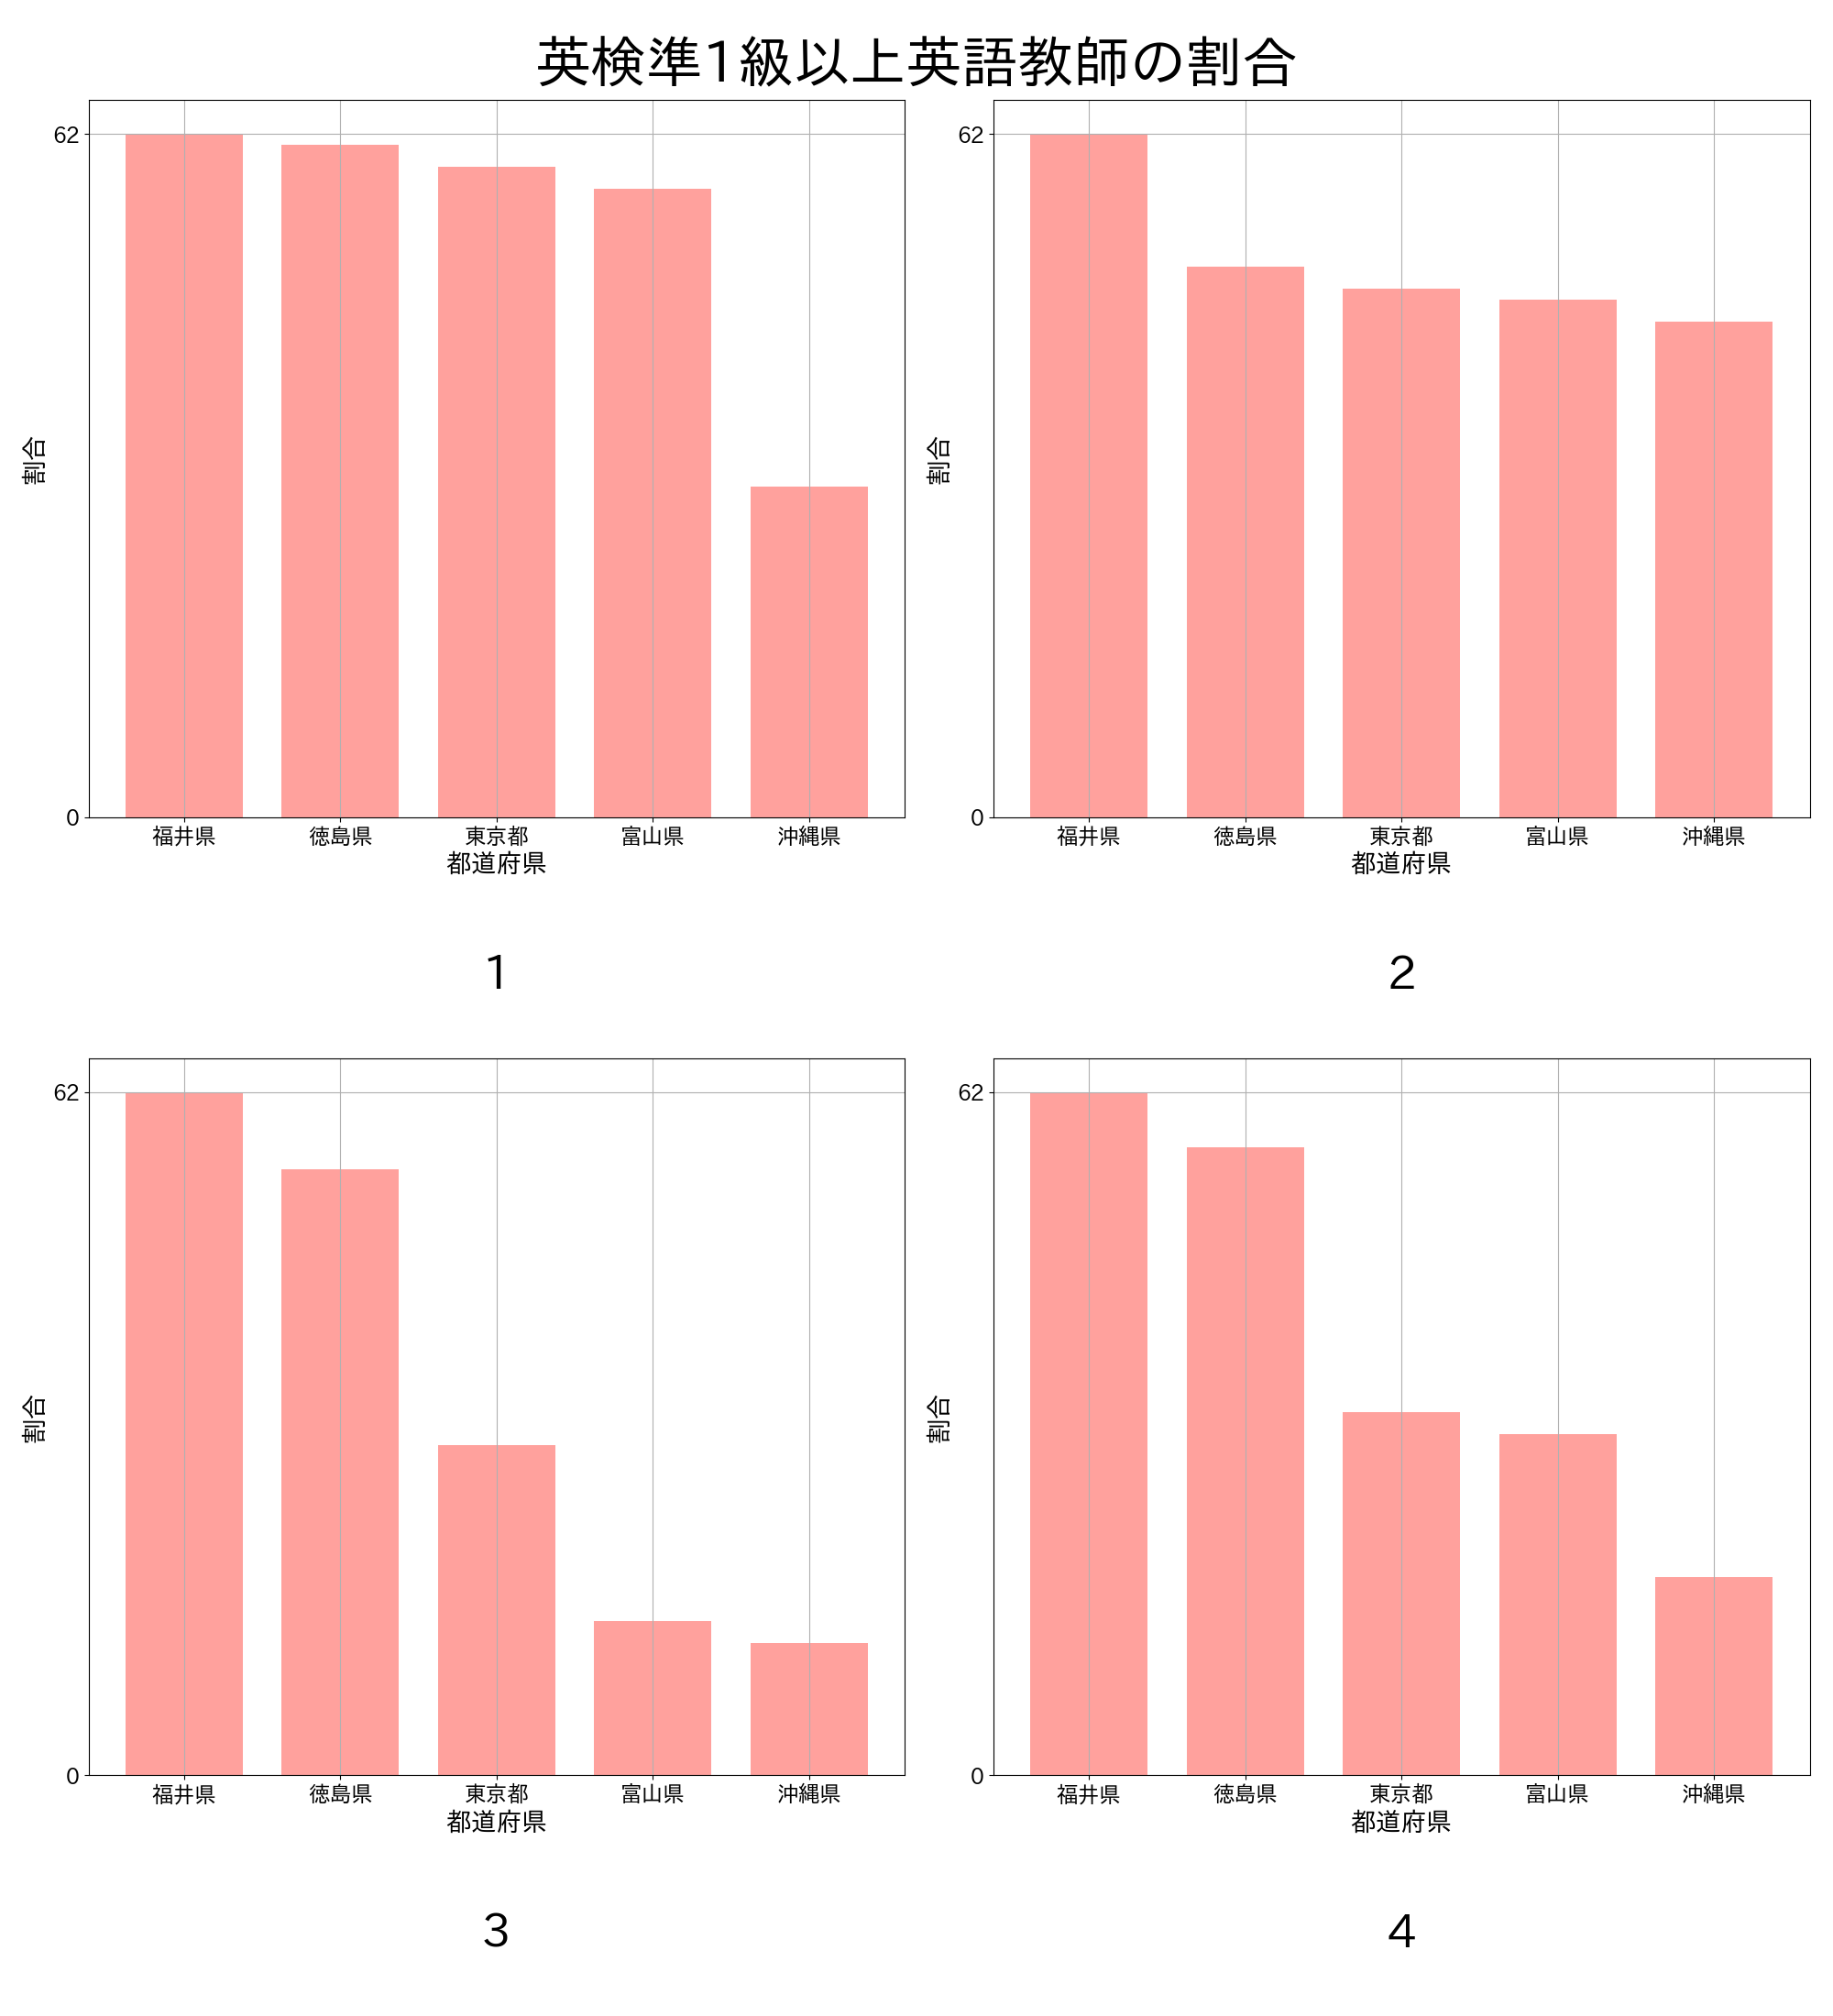 英検準1級以上英語教師の割合
62
0
割合
福井県 徳島県 東京都 富山県 沖縄県
都道府県
1
62
0
割合
福井県 徳島県 東京都 富山県 沖縄県
都道府県
2
62
0
割合
福井県 徳島県 東京都 富山県 沖縄県
都道府県
3
62
0
割合
福井県 徳島県 東京都 富山県 沖縄県
都道府県
4